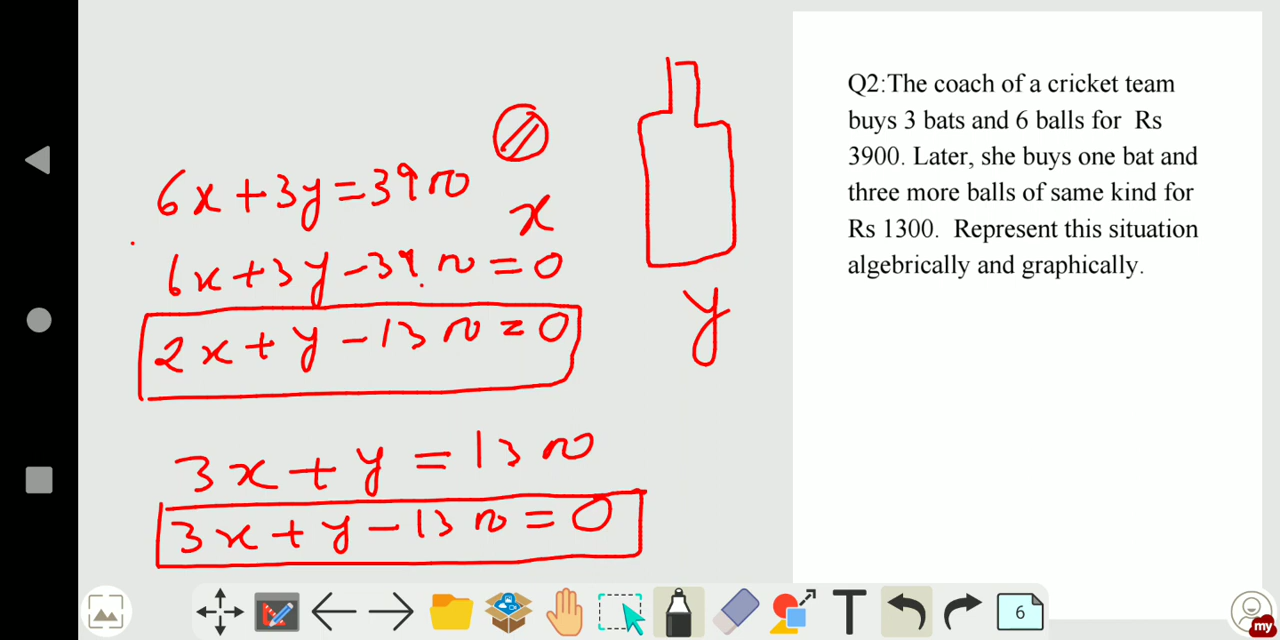 6x+3y=3900
x
6x+3y-3900=0
2x+y-1300=0
y
3x+y=1300
3x+y-1300=0
Q2:The coach of a cricket team
buys 3 bats and 6 balls for Rs
3900. Later, she buys one bat and
three more balls of same kind for
Rs 1300. Represent this situation
algebrically and graphically.
T
6
my